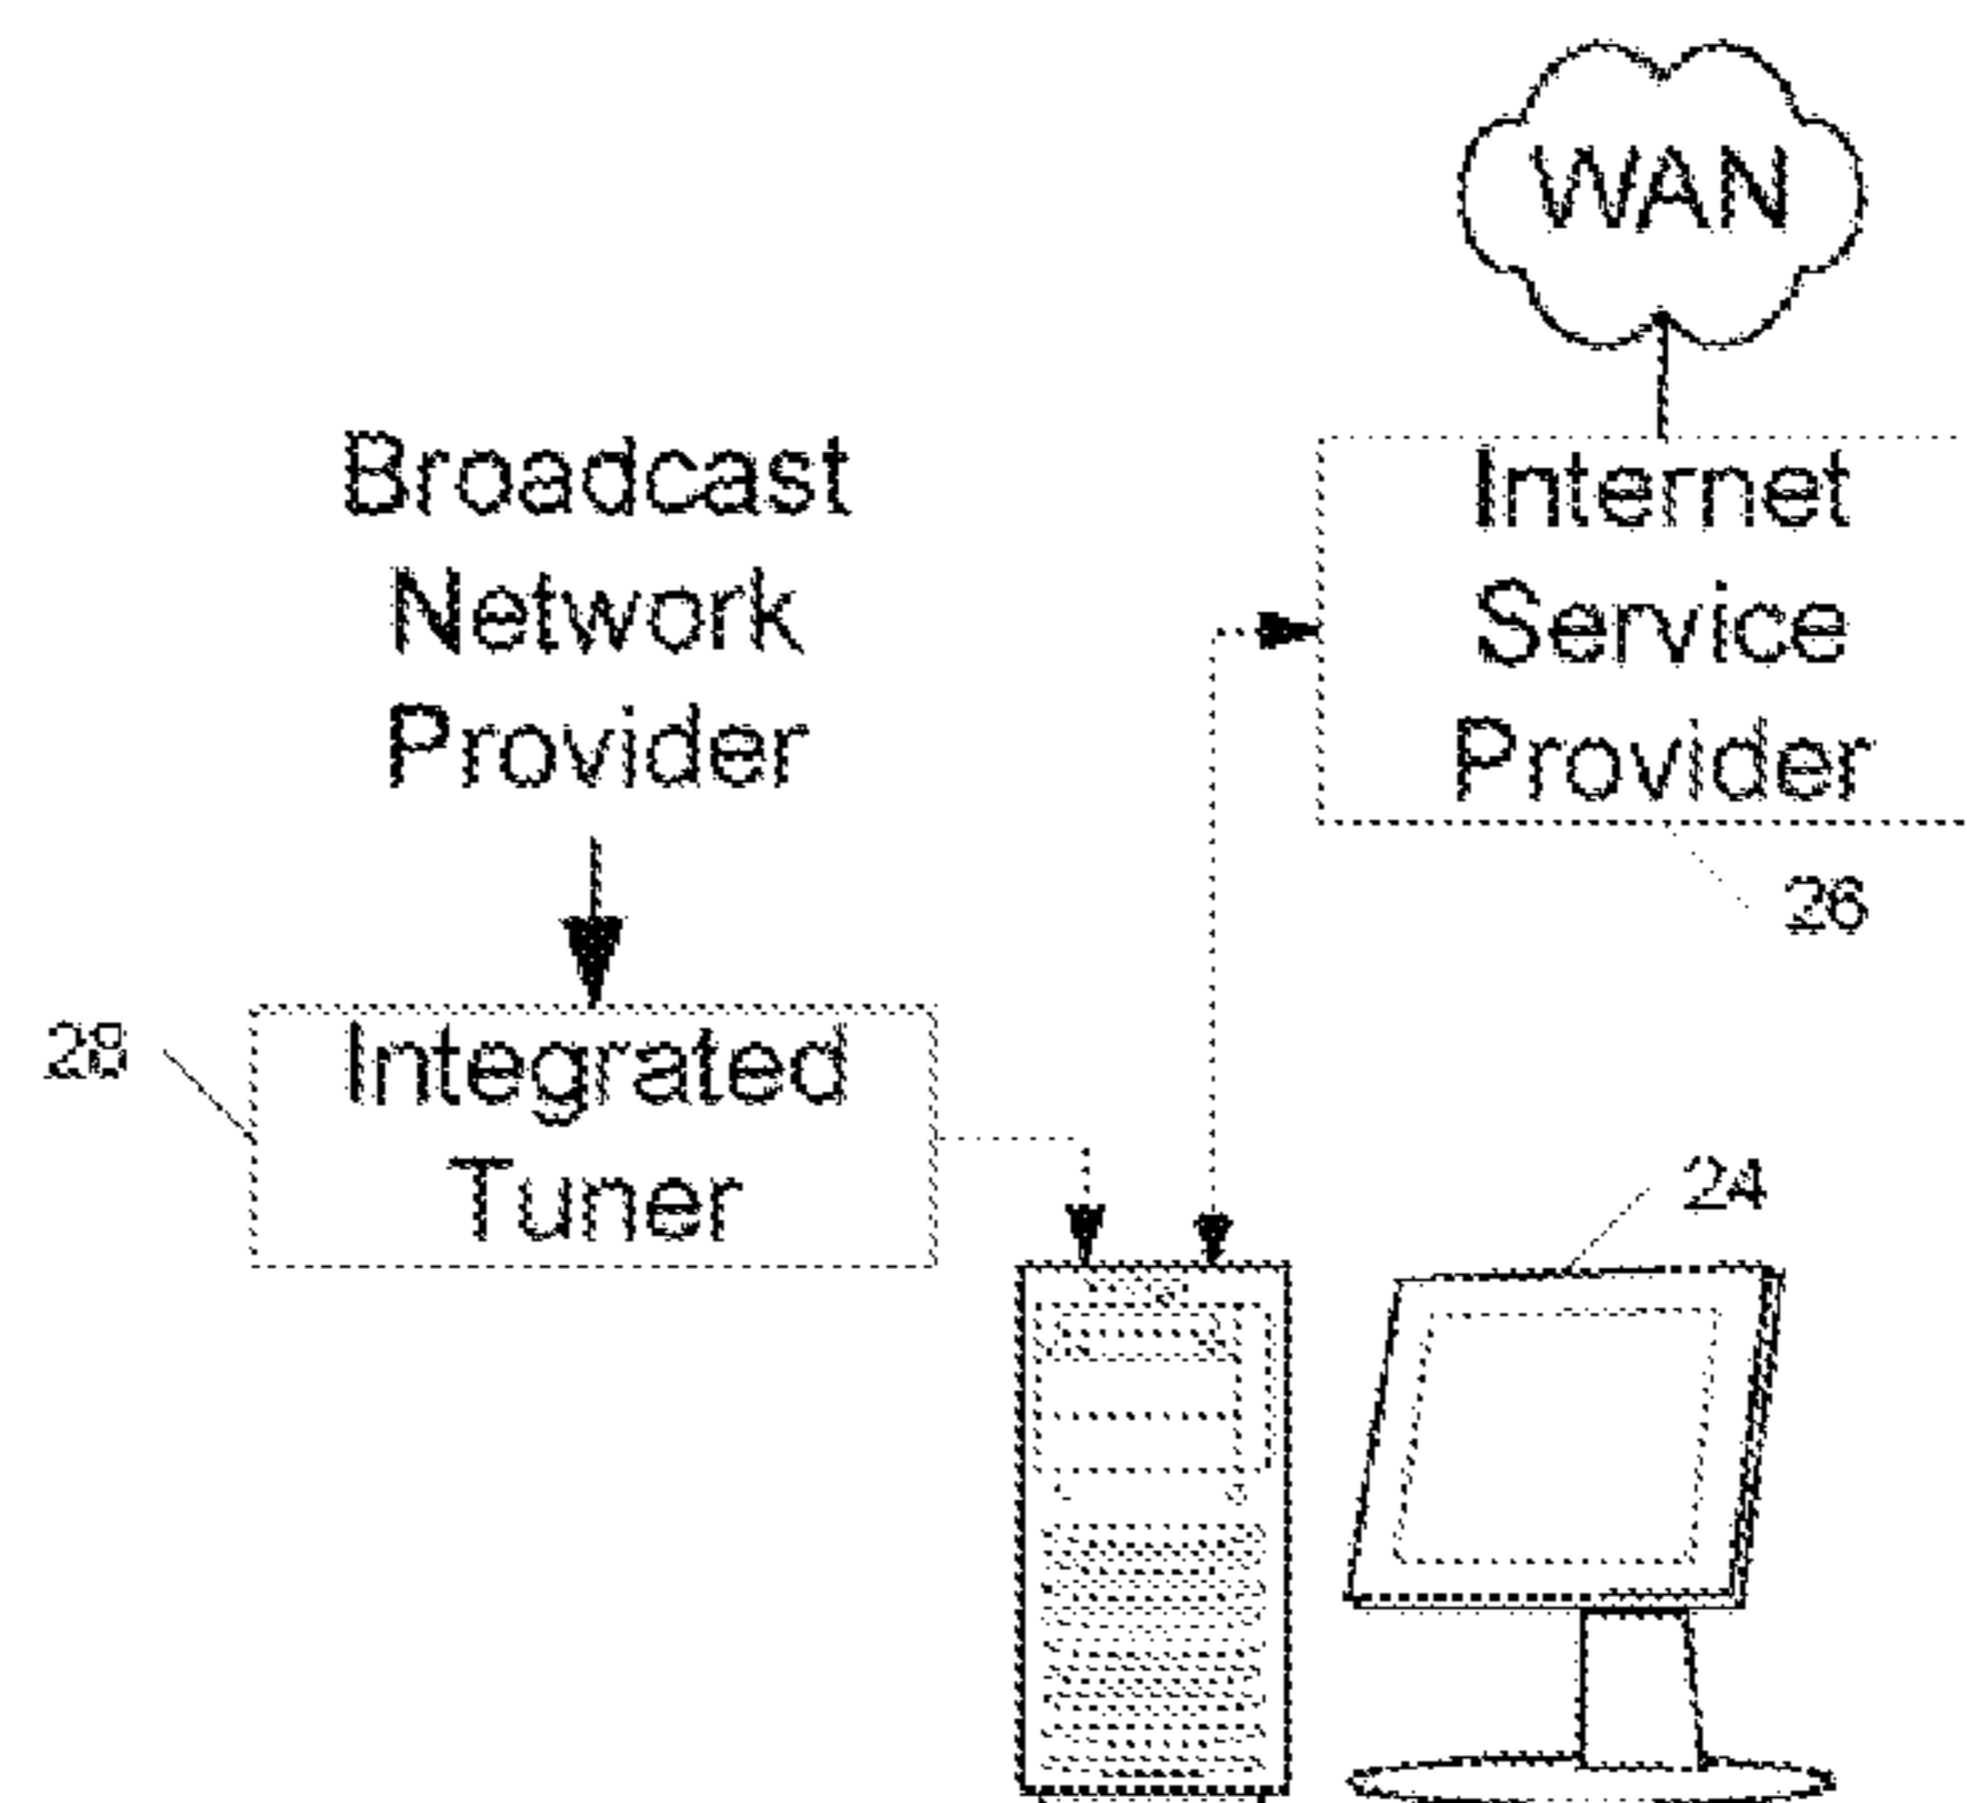 WAN
Broadcast
Network
Provider
Internet
Service
Provider
26
28
Integrated
Tuner
24